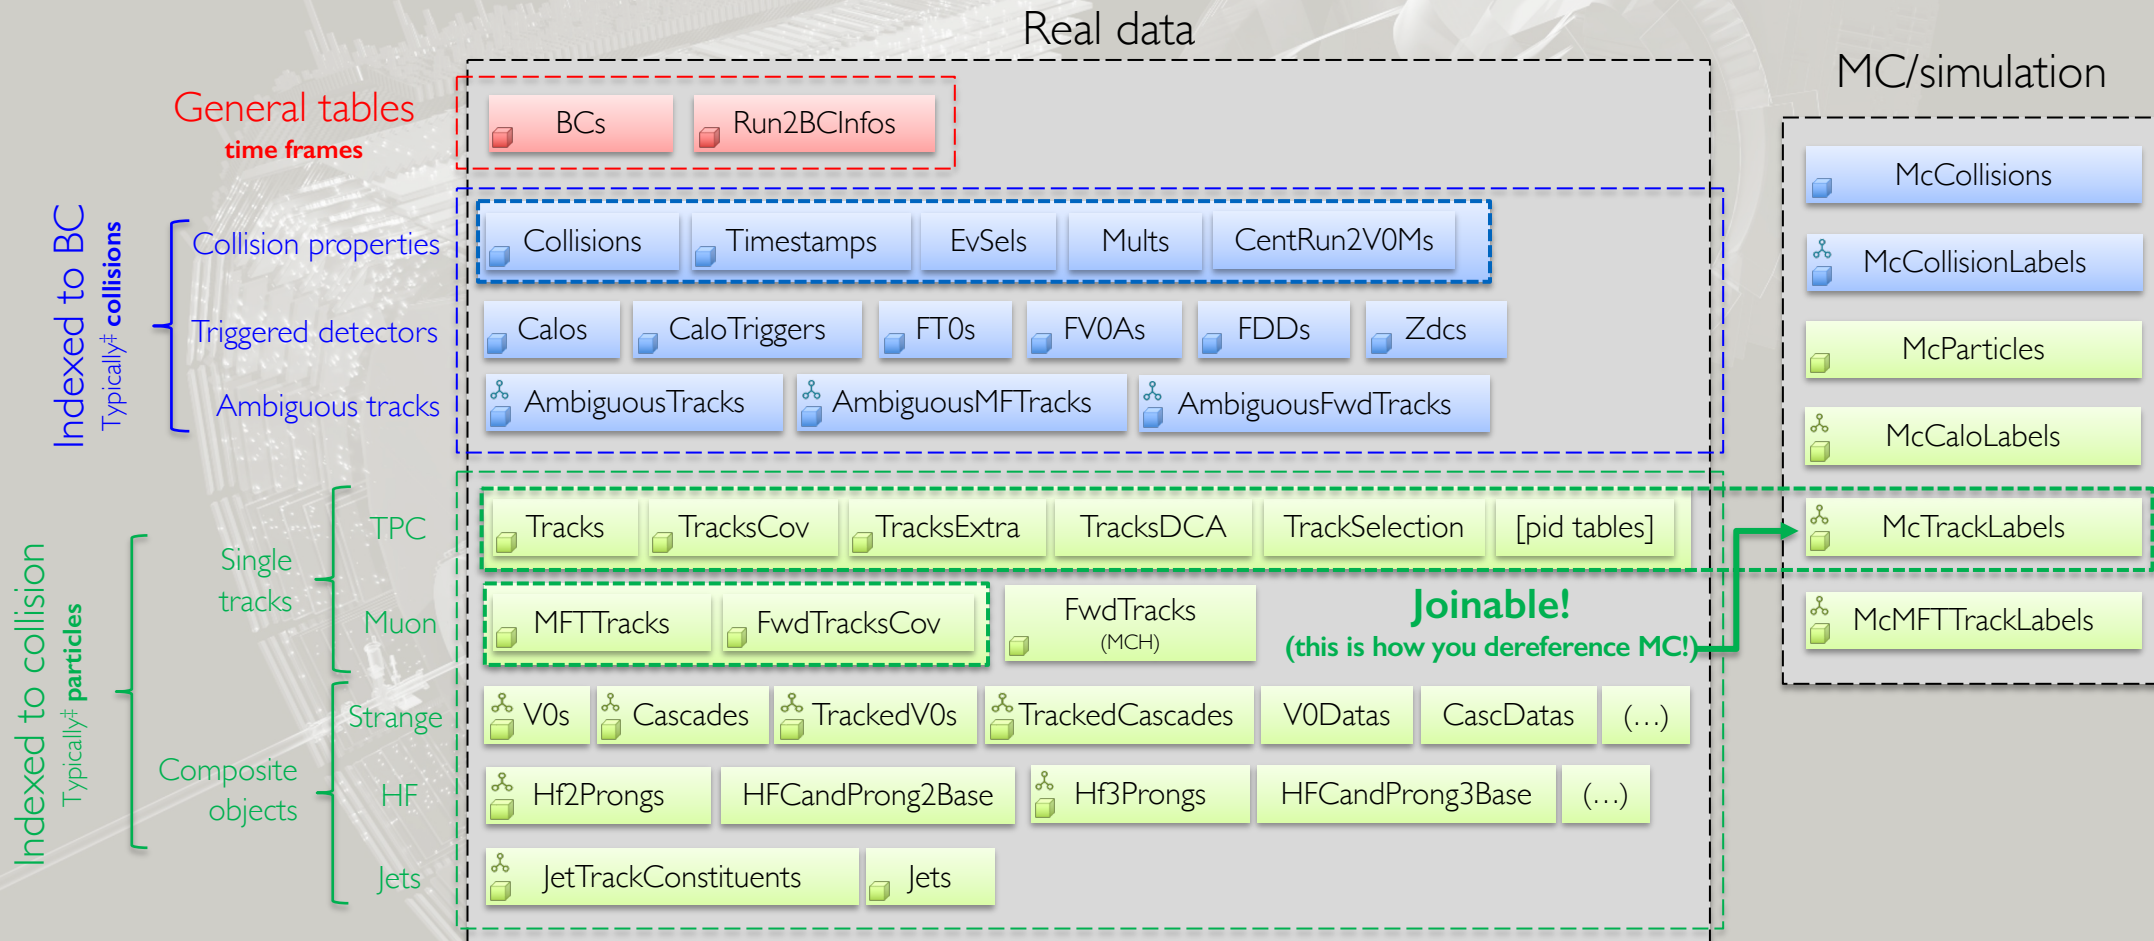 Real data
MC/simulation
General tables
time frames
BCs
Run2BCInfos
Indexed to BC
Typically‡ collisions
Collision properties
Collisions
Timestamps
EvSels
Mults
CentRun2V0Ms
Triggered detectors
Calos
CaloTriggers
FT0s
FV0As
FDDs
Zdcs
Ambiguous tracks
AmbiguousTracks
AmbiguousMFTracks
AmbiguousFwdTracks
Indexed to collision
Typically‡ particles
Single
tracks
TPC
Tracks
TracksCov
TracksExtra
TracksDCA
TrackSelection
[pid tables]
Muon
MFTTracks
FwdTracksCov
FwdTracks
(MCH)
Joinable!
(this is how you dereference MC!)
Composite
objects
Strange
V0s
Cascades
TrackedV0s
TrackedCascades
V0Datas
CascDatas
(…)
HF
Hf2Prongs
HFCandProng2Base
Hf3Prongs
HFCandProng3Base
(…)
Jets
JetTrackConstituents
Jets
McCollisions
McCollisionLabels
McParticles
McCaloLabels
McTrackLabels
McMFTTrackLabels